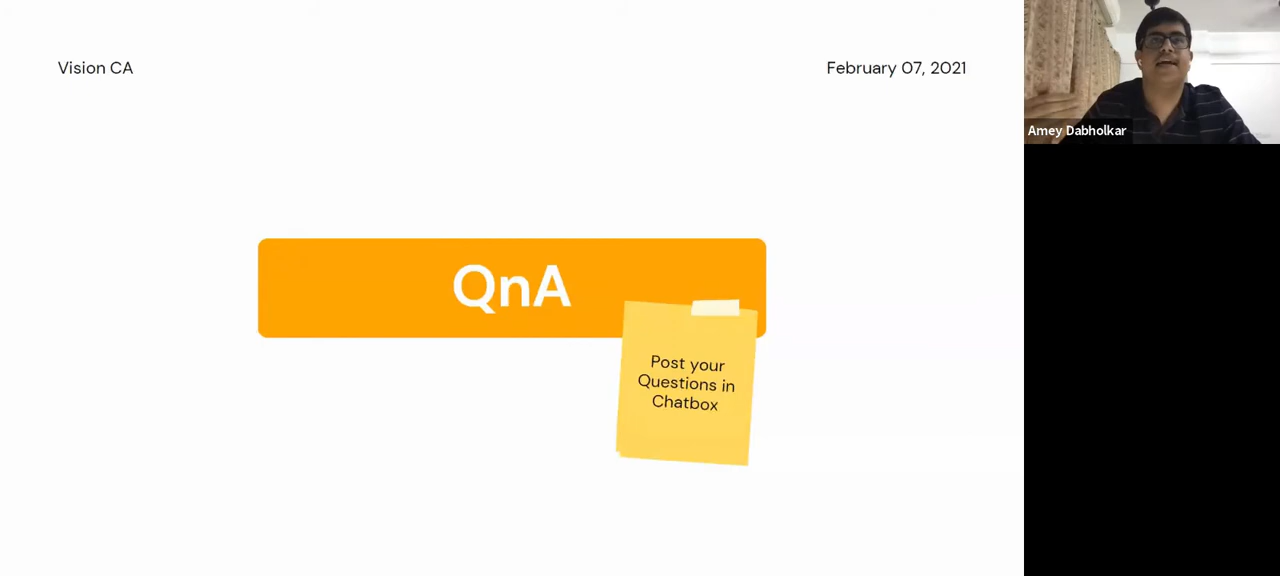 Vision CA
February 07, 2021
Amey Dabholkar
QnA
Post your
Questions in
Chatbox